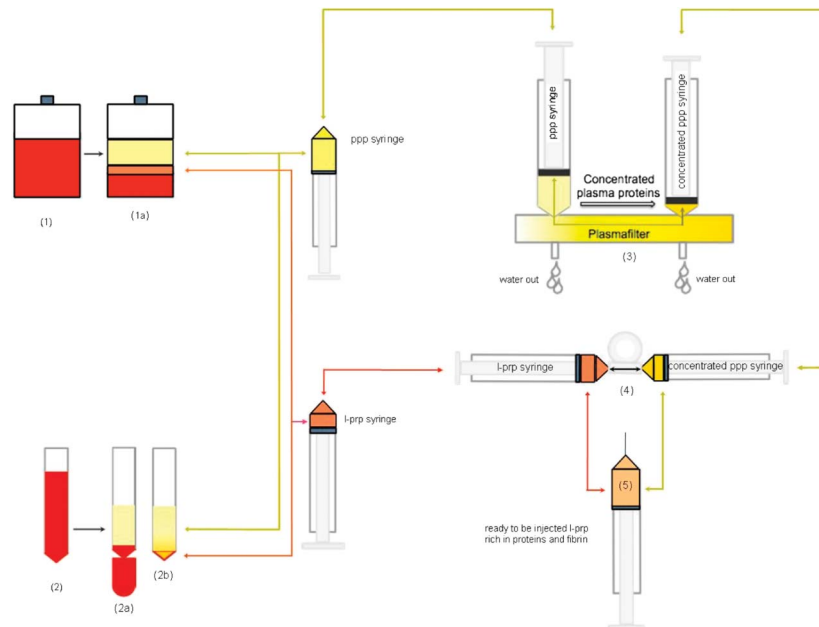 ppp syringe
concentrated ppp syringe
ppp syringe
Concentrated
plasma proteins
(1)
(1a)
Plasmafilter
(3)
water out
water out
l-prp syringe
concentrated ppp syringe
(4)
l-prp syringe
(5)
ready to be injected l-prp
rich in proteins and fibrin
(2)
(2a)
(2b)